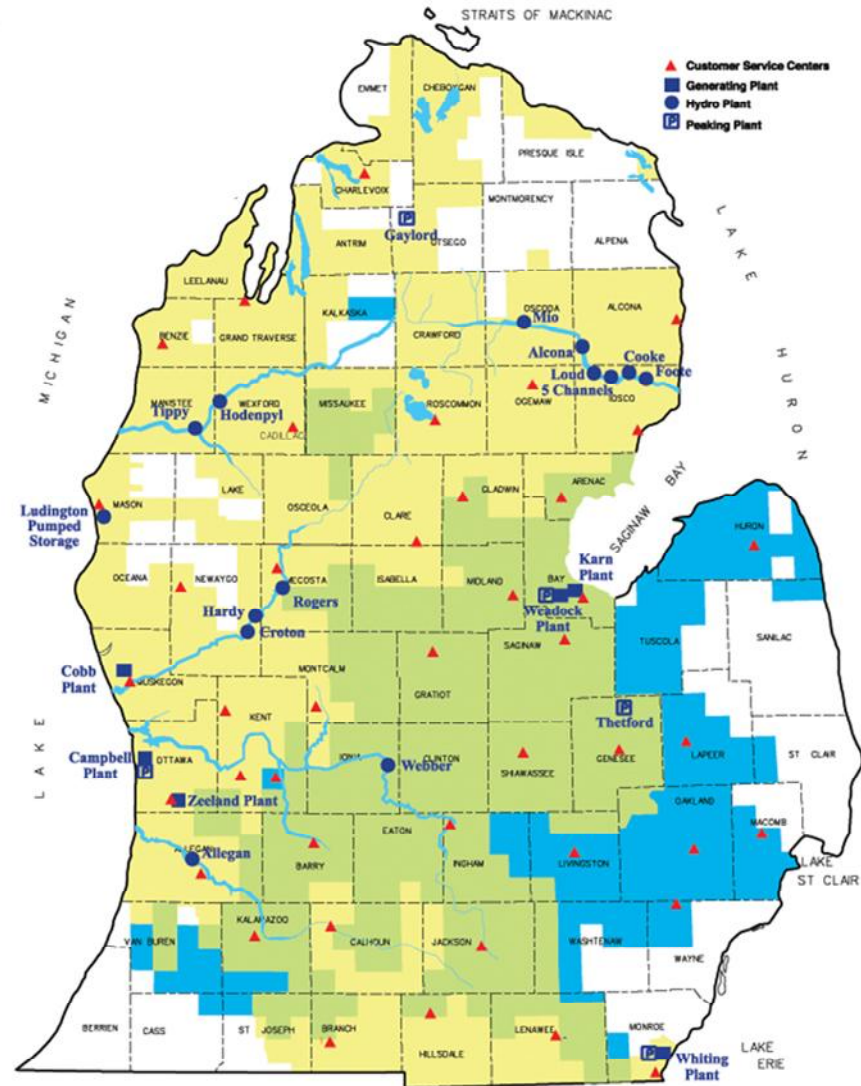 STRAITS OF MACKINAC
Customer Service Centers
Generating Plant
Hydro Plant
P Peaking Plant
EMMET
CHEBOYGAN
PRESQUE ISLE
CHARLEVOIX
MONTMORENCY
P
Gaylord
ANTRIM
OTSEGO
ALPENA
LAKE HURON
LEELANAU
KALKASKA
OSCODA
ALCONA
BENZIE
GRAND TRAVERSE
CRAWFORD
Mio
Alcona
Cooke
Loud
Foote
5 Channels
LAKE MICHIGAN
MANISTEE
WEXFORD
MISSAUKEE
ROSCOMMON
OGEMAW
IOSCO
Tippy
Hodenpyl
CADILLAC
MASON
LAKE
OSCEOLA
CLARE
GLADWIN
ARENAC
SAGINAW BAY
HURON
Ludington
Pumped
Storage
OCEANA
NEWAYGO
MECOSTA
ISABELLA
MIDLAND
BAY
Karn
Plant
Rogers
P
Weadock
Plant
Hardy
Croton
TUSCOLA
SANILAC
SAGINAW
Cobb
Plant
MUSKEGON
MONTCALM
GRATIOT
P
Thetford
KENT
Campbell
Plant
P
OTTAWA
IONIA
CLINTON
Webber
SHIAWASSEE
GENESEE
LAPEER
ST CLAIR
Zeeland Plant
OAKLAND
MACOMB
Allegan
ALLEGAN
BARRY
EATON
INGHAM
LIVINGSTON
LAKE
ST CLAIR
VAN BUREN
KALAMAZOO
CALHOUN
JACKSON
WASHTENAW
WAYNE
BERRIEN
CASS
ST JOSEPH
BRANCH
HILLSDALE
LENAWEE
MONROE
P
Whiting
Plant
LAKE
ERIE